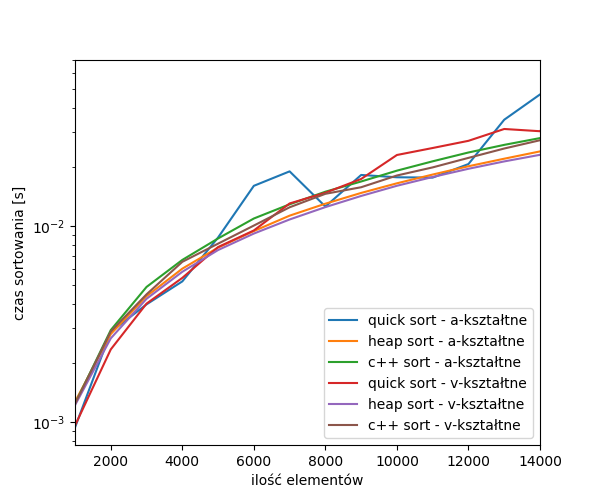 czas sortowania [s]
10⁻²
10⁻³
quick sort - a-kształtne
heap sort - a-kształtne
c++ sort - a-kształtne
quick sort - v-kształtne
heap sort - v-kształtne
c++ sort - v-kształtne
2000 4000 6000 8000 10000 12000 14000
ilość elementów